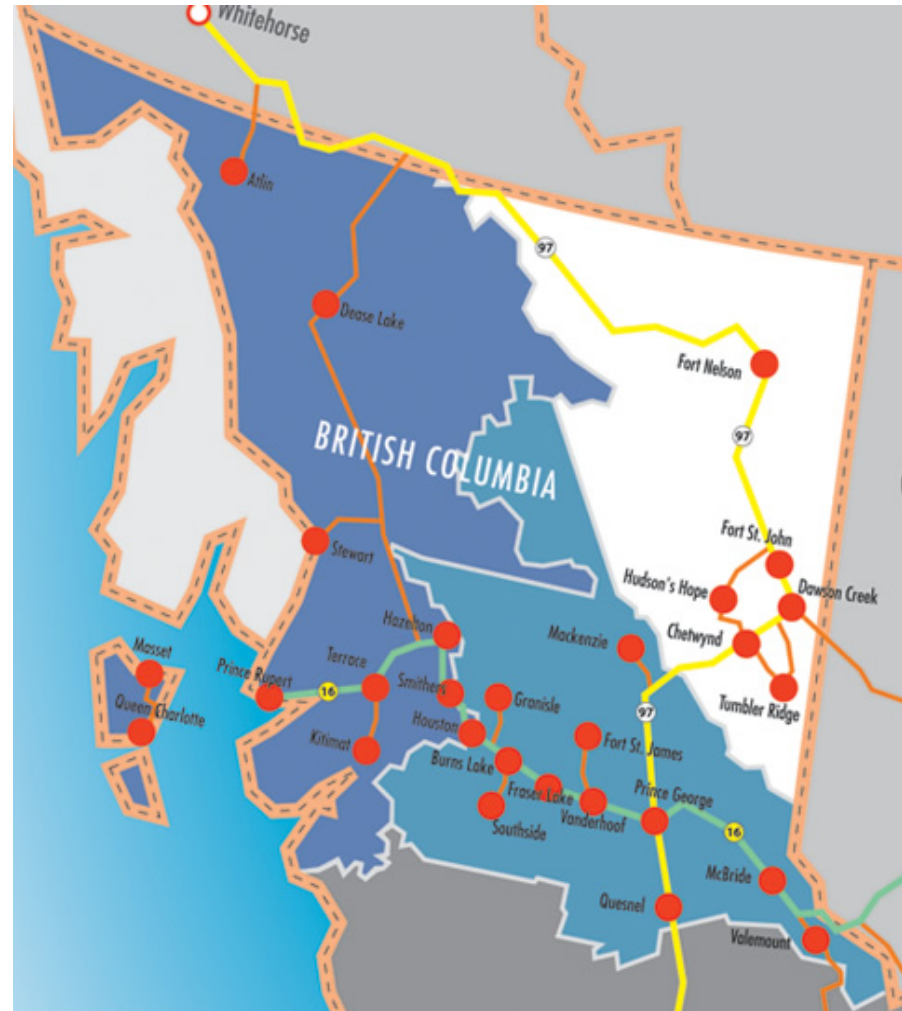 Whitehorse
Atlin
97
Dease Lake
Fort Nelson
97
BRITISH COLUMBIA
Stewart
Fort St. John
Hudson's Hope
Dawson Creek
Hazelton
Mackenzie
Chetwynd
Masset
Prince Rupert
16
Terrace
Smithers
Granisle
Tumbler Ridge
Queen Charlotte
97
Houston
Kitimat
Fort St. James
Burns Lake
Fraser Lake
Vanderhoof
Prince George
Southside
16
McBride
Quesnel
Valemount